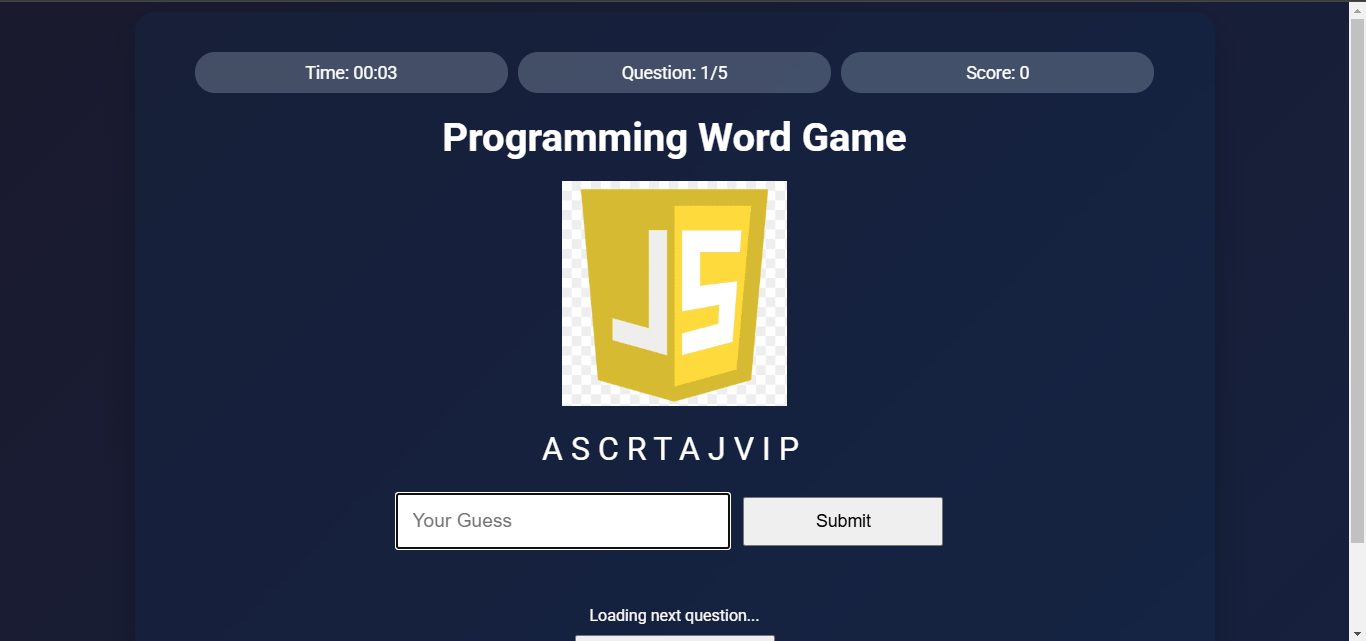 Time: 00:03
Question: 1/5
Score: 0
Programming Word Game
JS
A S C R T A J V I P
Your Guess
Submit
Loading next question...